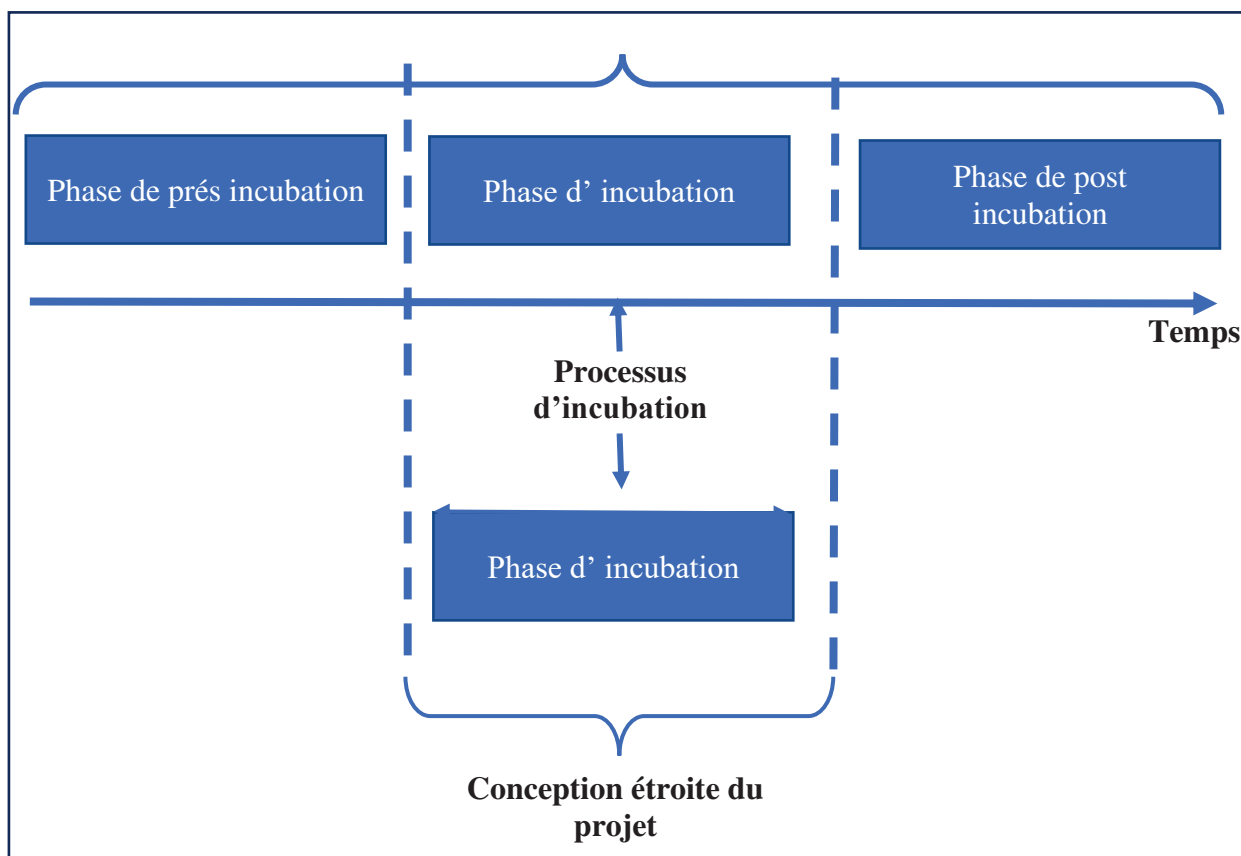 Phase de prés incubation
Phase d’ incubation
Phase de post
incubation
Temps
Processus
d’incubation
Phase d’ incubation
Conception étroite du
projet